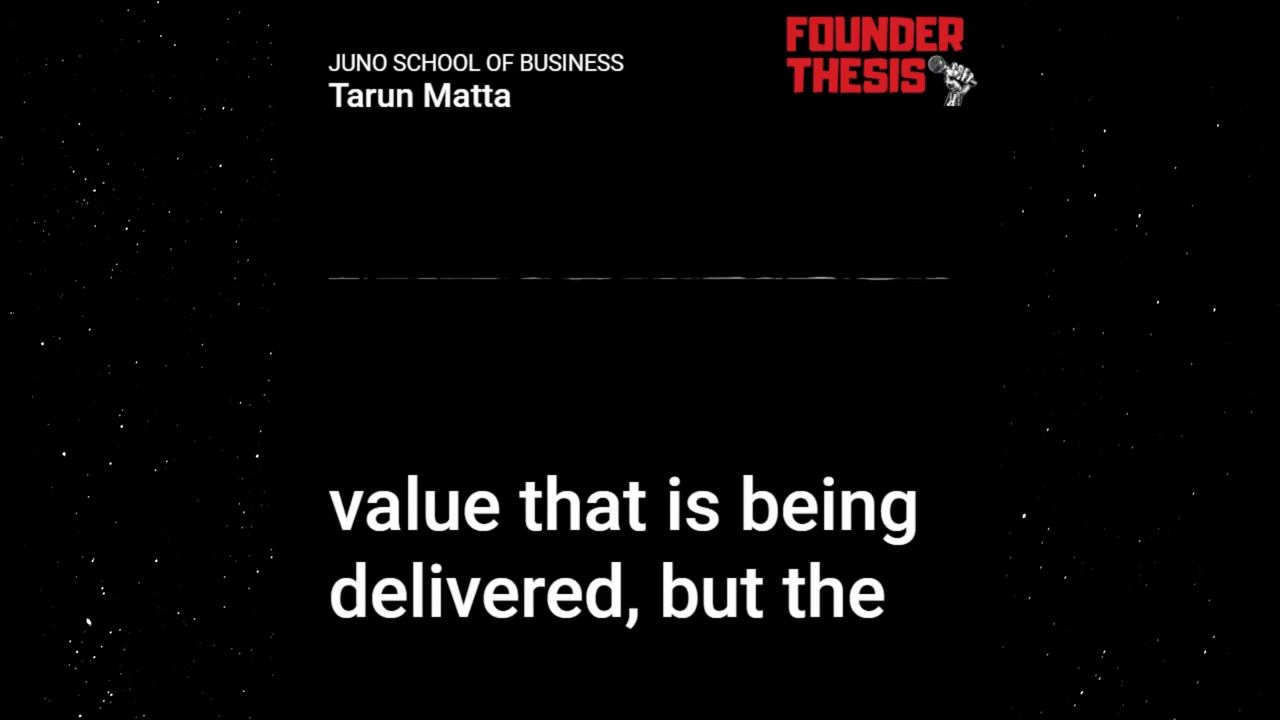 JUNO SCHOOL OF BUSINESS
Tarun Matta
FOUNDER
THESIS
value that is being
delivered, but the